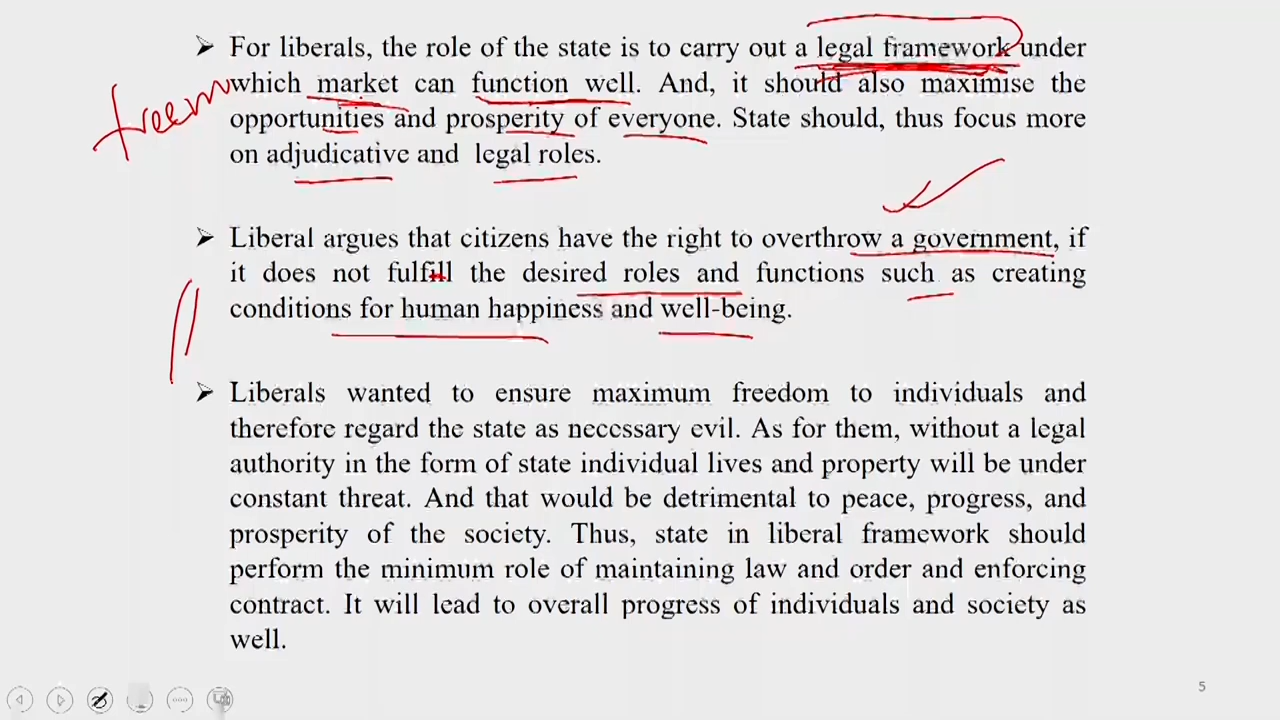 ➢ For liberals, the role of the state is to carry out a legal framework under
which market can function well. And, it should also maximise the
opportunities and prosperity of everyone. State should, thus focus more
on adjudicative and legal roles.
freem
➢ Liberal argues that citizens have the right to overthrow a government, if
it does not fulfill the desired roles and functions such as creating
conditions for human happiness and well-being.
➢ Liberals wanted to ensure maximum freedom to individuals and
therefore regard the state as necessary evil. As for them, without a legal
authority in the form of state individual lives and property will be under
constant threat. And that would be detrimental to peace, progress, and
prosperity of the society. Thus, state in liberal framework should
perform the minimum role of maintaining law and order and enforcing
contract. It will lead to overall progress of individuals and society as
well.
5